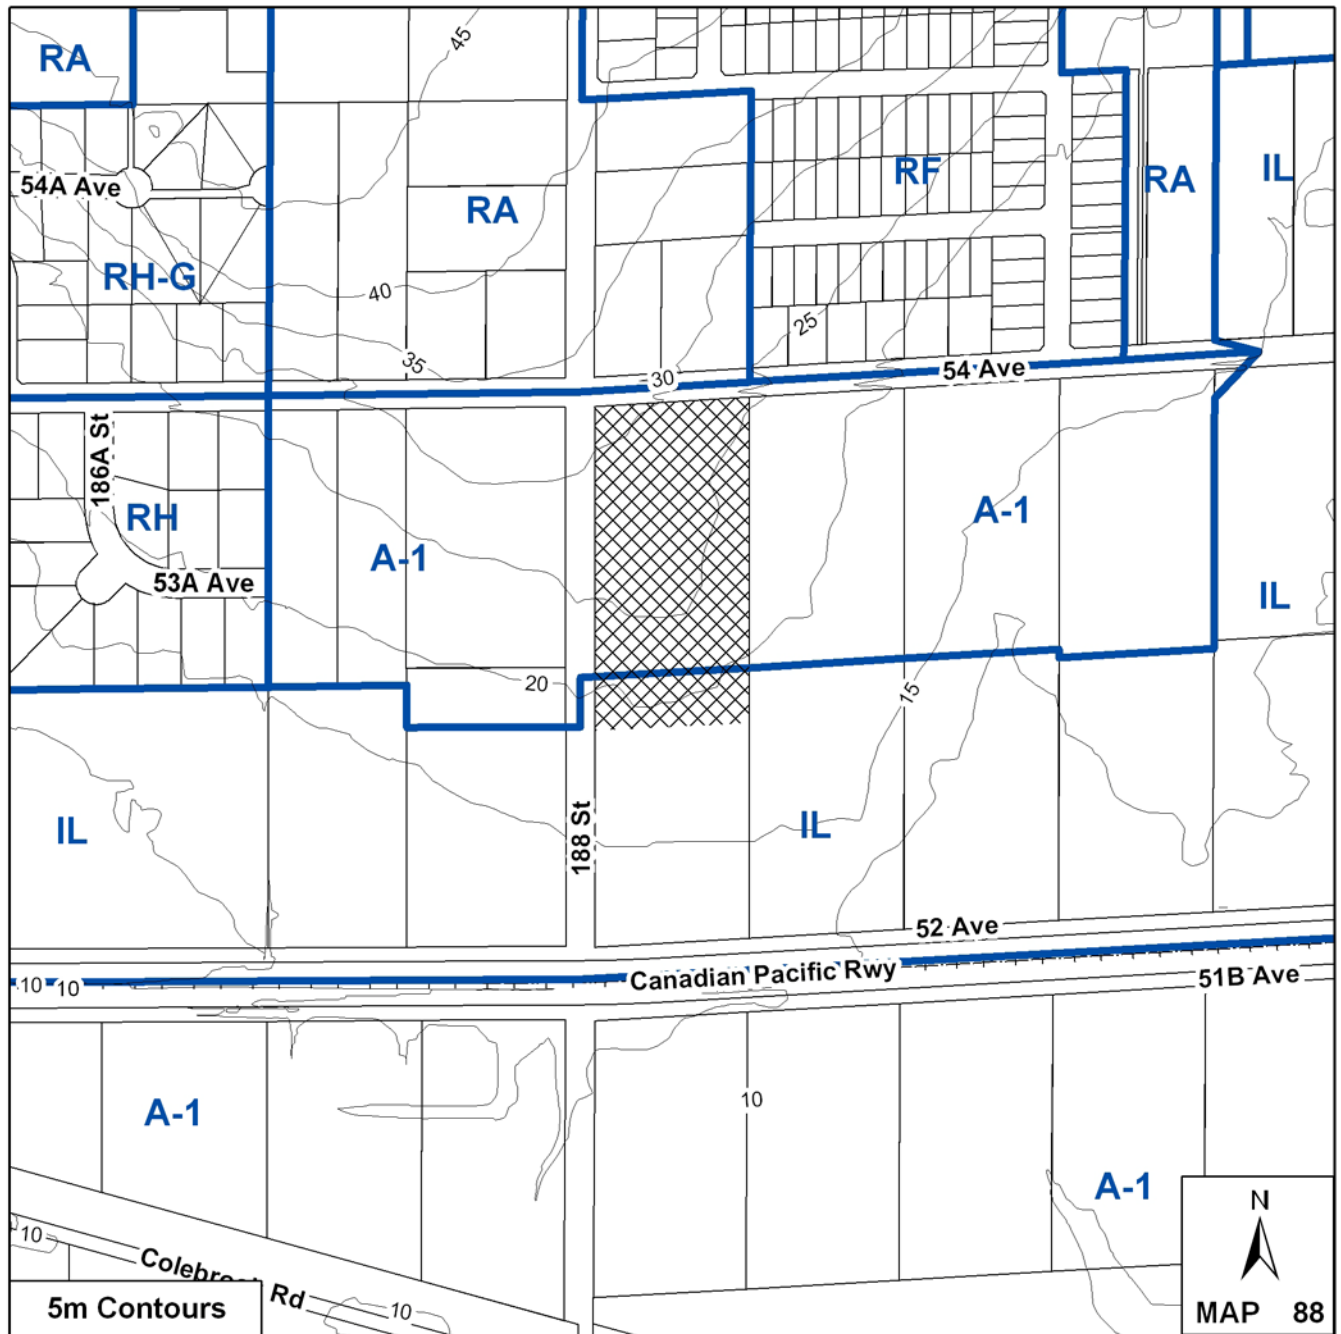 45
RA
54A Ave
RA
RF
RA
IL
RH-G
40
35
25
30
54 Ave
186A St
RH
A-1
A-1
53A Ave
IL
20
15
IL
188 St
IL
52 Ave
Canadian Pacific Rwy
51B Ave
10
10
A-1
10
A-1
N
10
Colebrook Rd
10
5m Contours
MAP 88